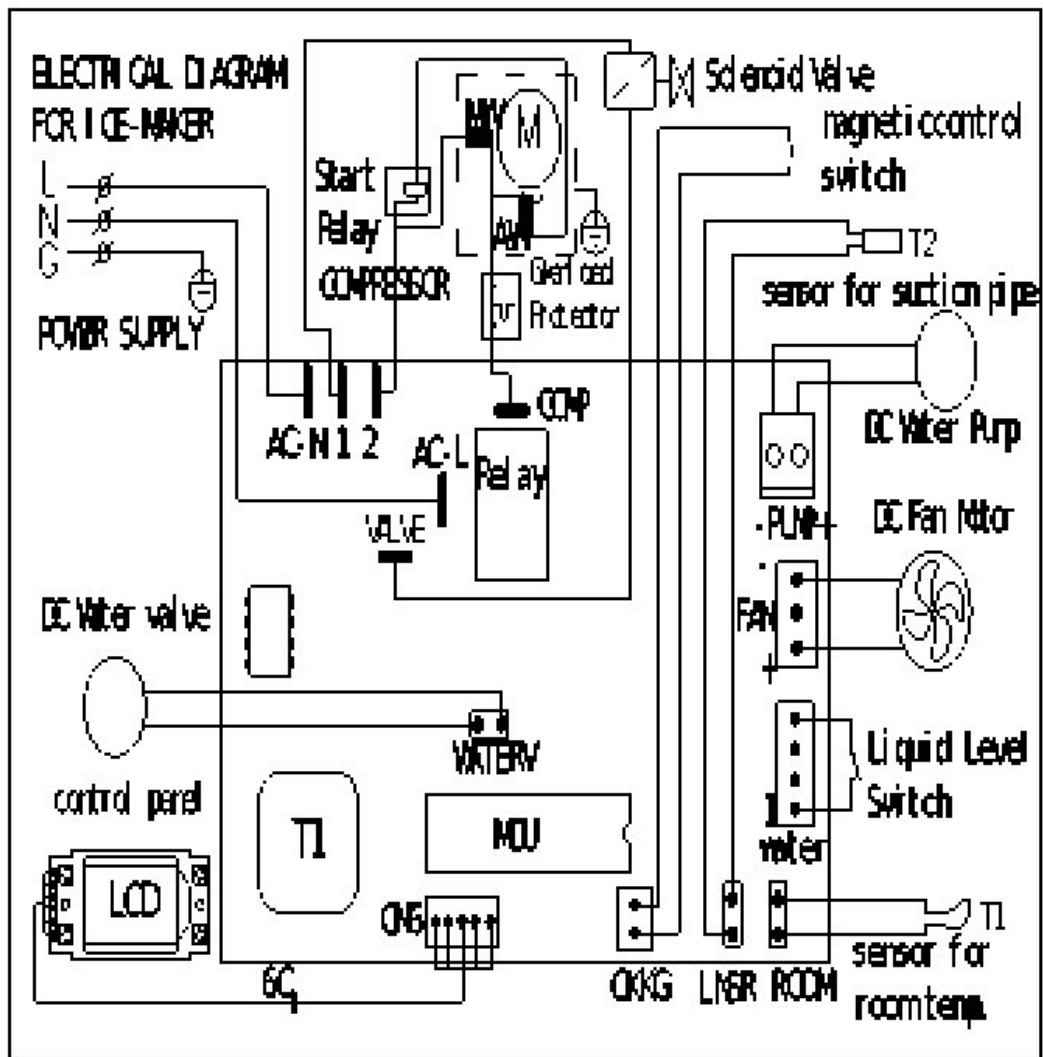 ELECTRICAL DIAGRAM
FOR ICE-MAKER
L
N
G
POWER SUPPLY
Start
Relay
COMPRESSOR
M
Overload
Protector
Solenoid Valve
magnetic control
switch
T2
sensor for suction pipe
DC Water Pump
AC-N 1 2
COMP
AC-L
Relay
VALVE
- PUMP +
DC Fan Motor
-
FAN
+
DC Water valve
WATERV
Liquid Level
Switch
water
control panel
LCD
T1
MCU
CN6
6C
CKKG
LNSR
ROOM
T1
sensor for
room temp.